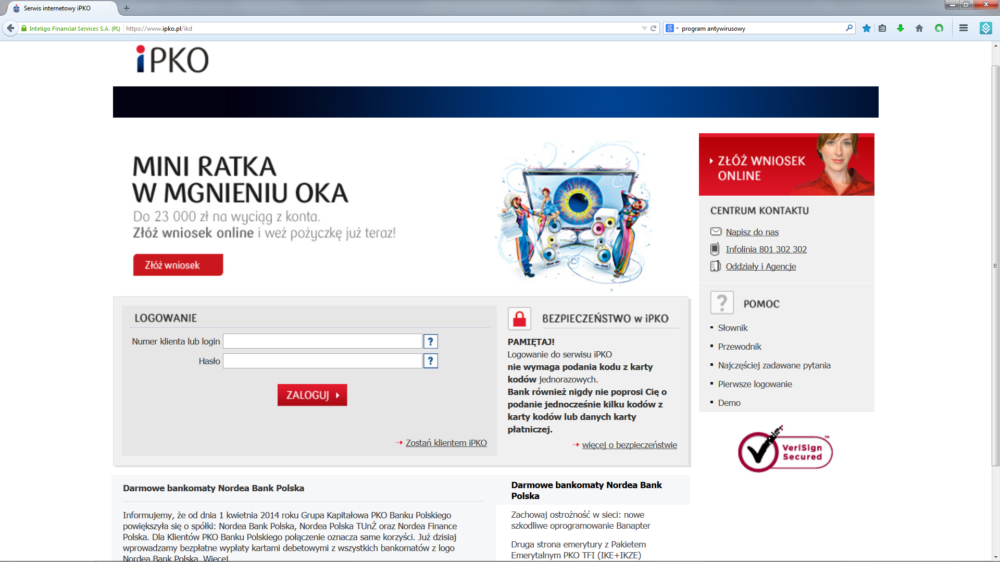 Serwis internetowy iPKO
Inteligo Financial Services S.A. (PL)
https://www.ipko.pl/ikd
program antywirusowy
iPKO
MINI RATKA
W MGNIENIU OKA
Do 23 000 zł na wyciąg z konta.
Złóż wniosek online i weź pożyczkę już teraz!
Złóż wniosek
ZŁÓŻ WNIOSEK
ONLINE
CENTRUM KONTAKTU
Napisz do nas
Infolinia 801 302 302
Oddziały i Agencje
POMOC
Słownik
Przewodnik
Najczęściej zadawane pytania
Pierwsze logowanie
Demo
VeriSign
Secured
LOGOWANIE
Numer klienta lub login
Hasło
ZALOGUJ
Zostań klientem iPKO
BEZPIECZEŃSTWO w iPKO
PAMIĘTAJ!
Logowanie do serwisu iPKO
nie wymaga podania kodu z karty
kodów jednorazowych.
Bank również nigdy nie poprosi Cię o
podanie jednocześnie kilku kodów z
karty kodów lub danych karty
płatniczej.
więcej o bezpieczeństwie
Darmowe bankomaty Nordea Bank Polska
Informujemy, że od dnia 1 kwietnia 2014 roku Grupa Kapitałowa PKO Banku Polskiego
powiększyła się o spółki: Nordea Bank Polska, Nordea Polska TUnŻ oraz Nordea Finance
Polska. Dla Klientów PKO Banku Polskiego połączenie oznacza same korzyści. Już dzisiaj
wprowadzamy bezpłatne wypłaty kartami debetowymi z wszystkich bankomatów z logo
Nordea Bank Polska. Więcej
Darmowe bankomaty Nordea Bank
Polska
Zachowaj ostrożność w sieci: nowe
szkodliwe oprogramowanie Banapter
Druga strona emerytury z Pakietem
Emerytalnym PKO TFI (IKE+IKZE)